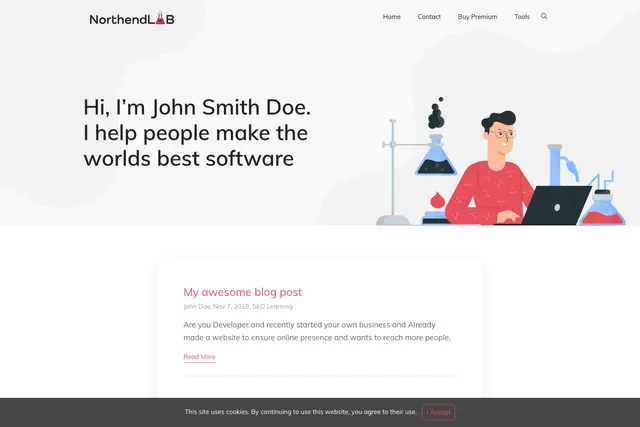 NorthendLAB
Home Contact Buy Premium Tools
Hi, I’m John Smith Doe.
I help people make the
worlds best software
My awesome blog post
John Doe, Nov 7, 2019, SEO Learning
Are you Developer and recently started your own business and Already
made a website to ensure online presence and wants to reach more people.
Read More
This site uses cookies. By continuing to use this website, you agree to their use. I Accept